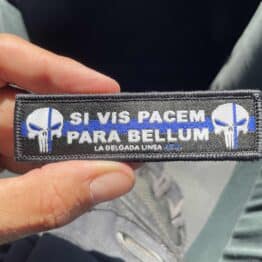 SI VIS PACEM
PARA BELLUM
LA DELGADA LINEA